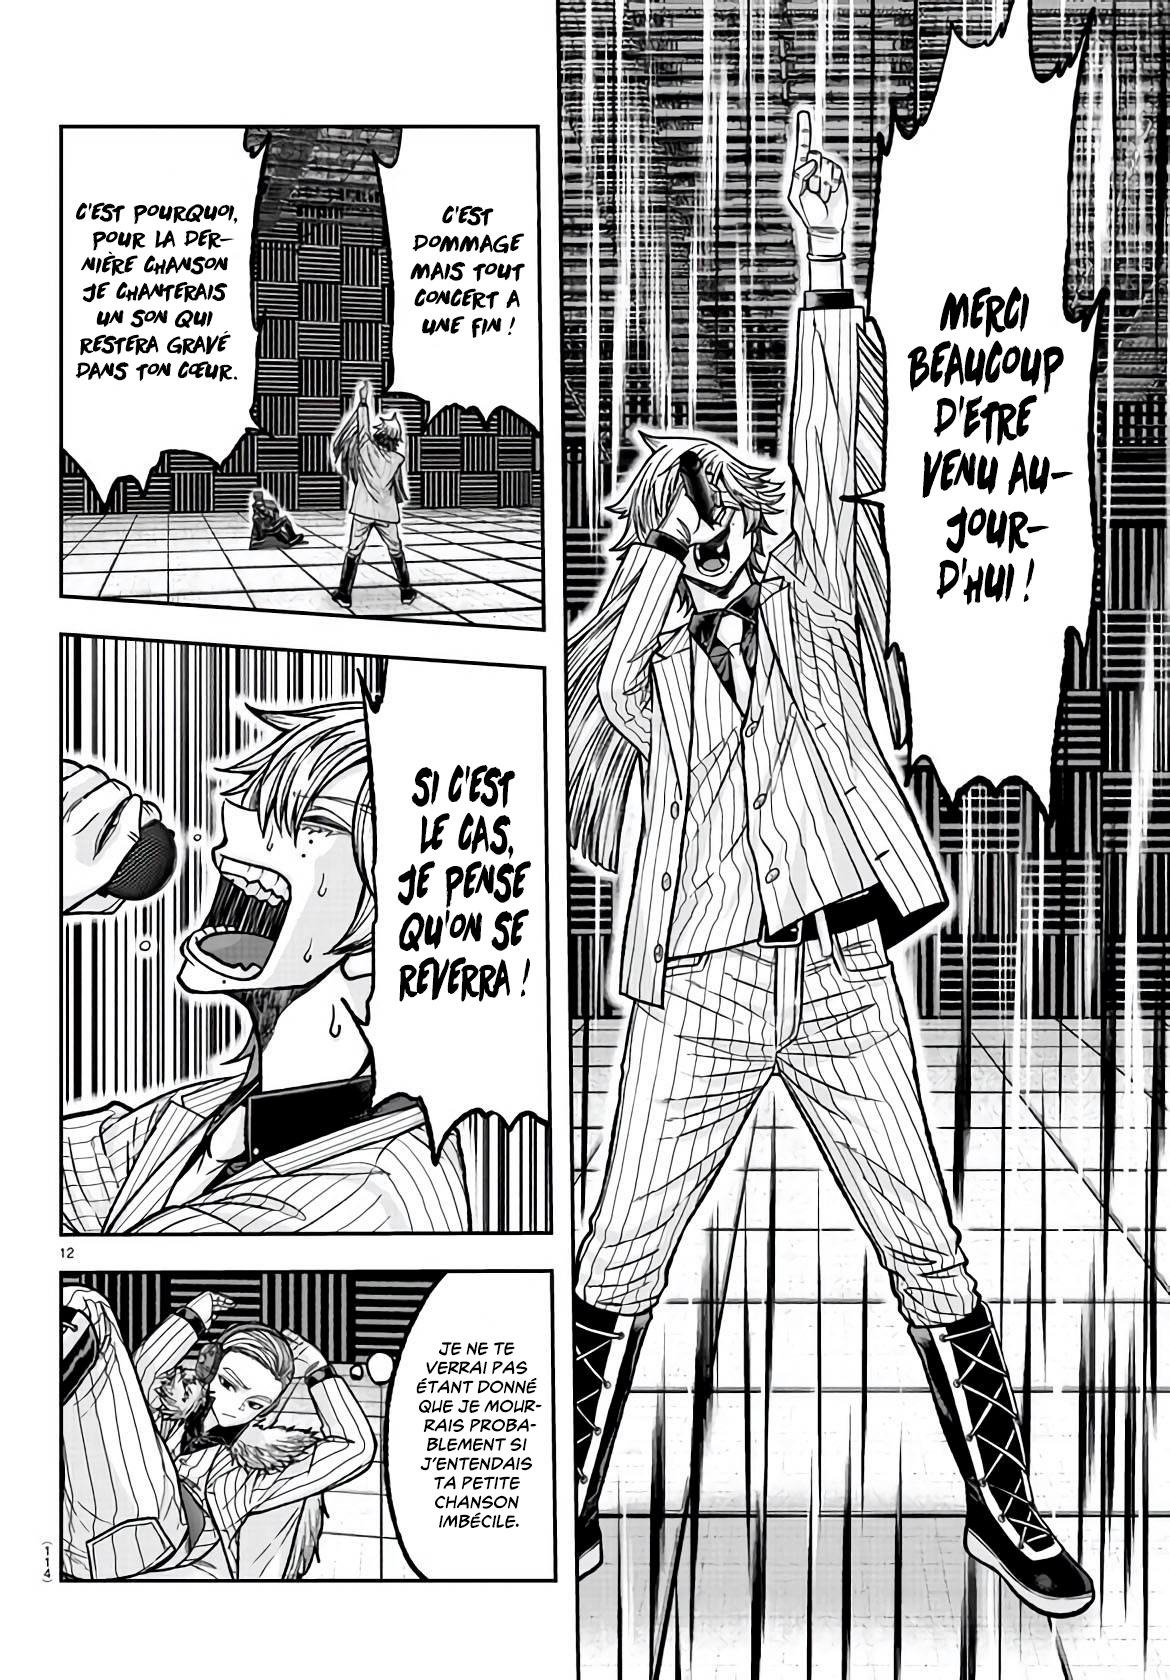 MERCI
BEAUCOUP
D'ETRE
VENU AU-
JOUR-
D'HUI !
C'EST
DOMMAGE
MAIS TOUT
CONCERT A
UNE FIN !
C'EST POURQUOI,
POUR LA DER-
NIÈRE CHANSON
JE CHANTERAIS
UN SON QUI
RESTERA GRAVÉ
DANS TON CŒUR.
SI C'EST
LE CAS,
JE PENSE
QU'ON SE
REVERRA !
12
JE NE TE
VERRAI PAS
ÉTANT DONNÉ
QUE JE MOUR-
RAIS PROBA-
BLEMENT SI
J'ENTENDAIS
TA PETITE
CHANSON
IMBÉCILE.
(114)